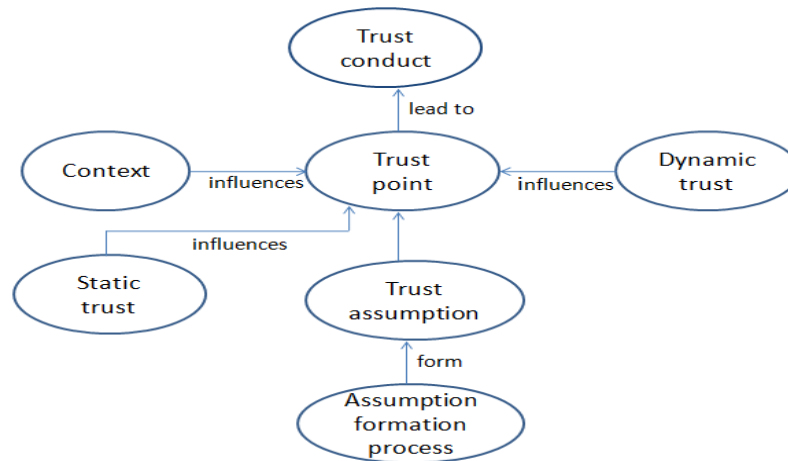 Trust
conduct
lead to
Context
influences
Trust
point
influences
Dynamic
trust
influences
Static
trust
Trust
assumption
form
Assumption
formation
process